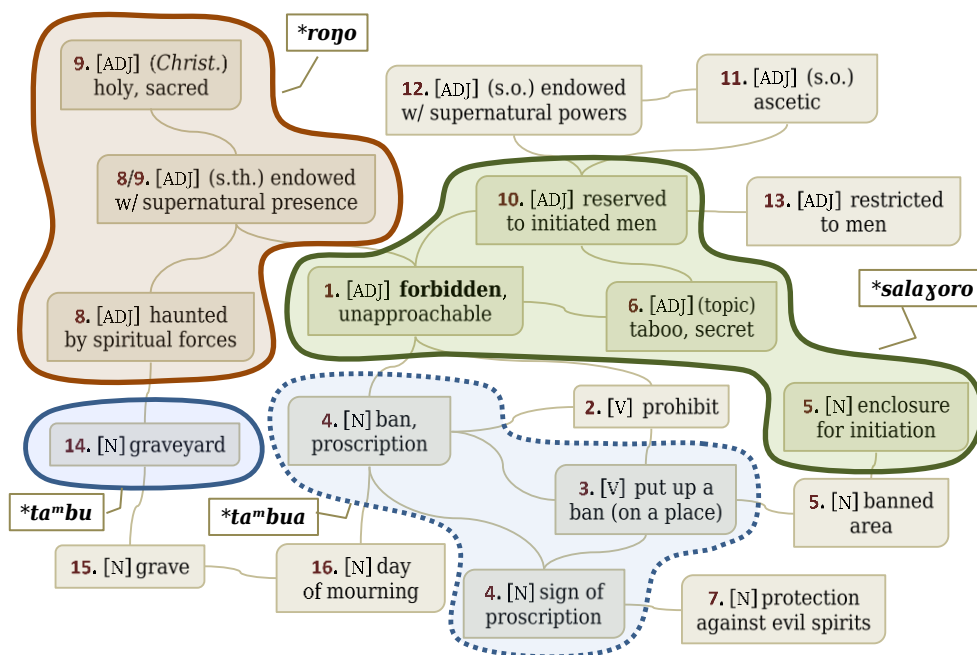 *roŋo
9. [ADJ] (Christ.)
holy, sacred
12. [ADJ] (s.o.) endowed
w/ supernatural powers
11. [ADJ] (s.o.)
ascetic
8/9. [ADJ] (s.th.) endowed
w/ supernatural presence
10. [ADJ] reserved
to initiated men
13. [ADJ] restricted
to men
1. [ADJ] forbidden,
unapproachable
6. [ADJ] (topic)
taboo, secret
*salaɣoro
8. [ADJ] haunted
by spiritual forces
4. [N] ban,
proscription
2. [V] prohibit
5. [N] enclosure
for initiation
14. [N] graveyard
3. [V] put up a
ban (on a place)
5. [N] banned
area
*taᵐbu
*taᵐbua
15. [N] grave
16. [N] day
of mourning
4. [N] sign of
proscription
7. [N] protection
against evil spirits